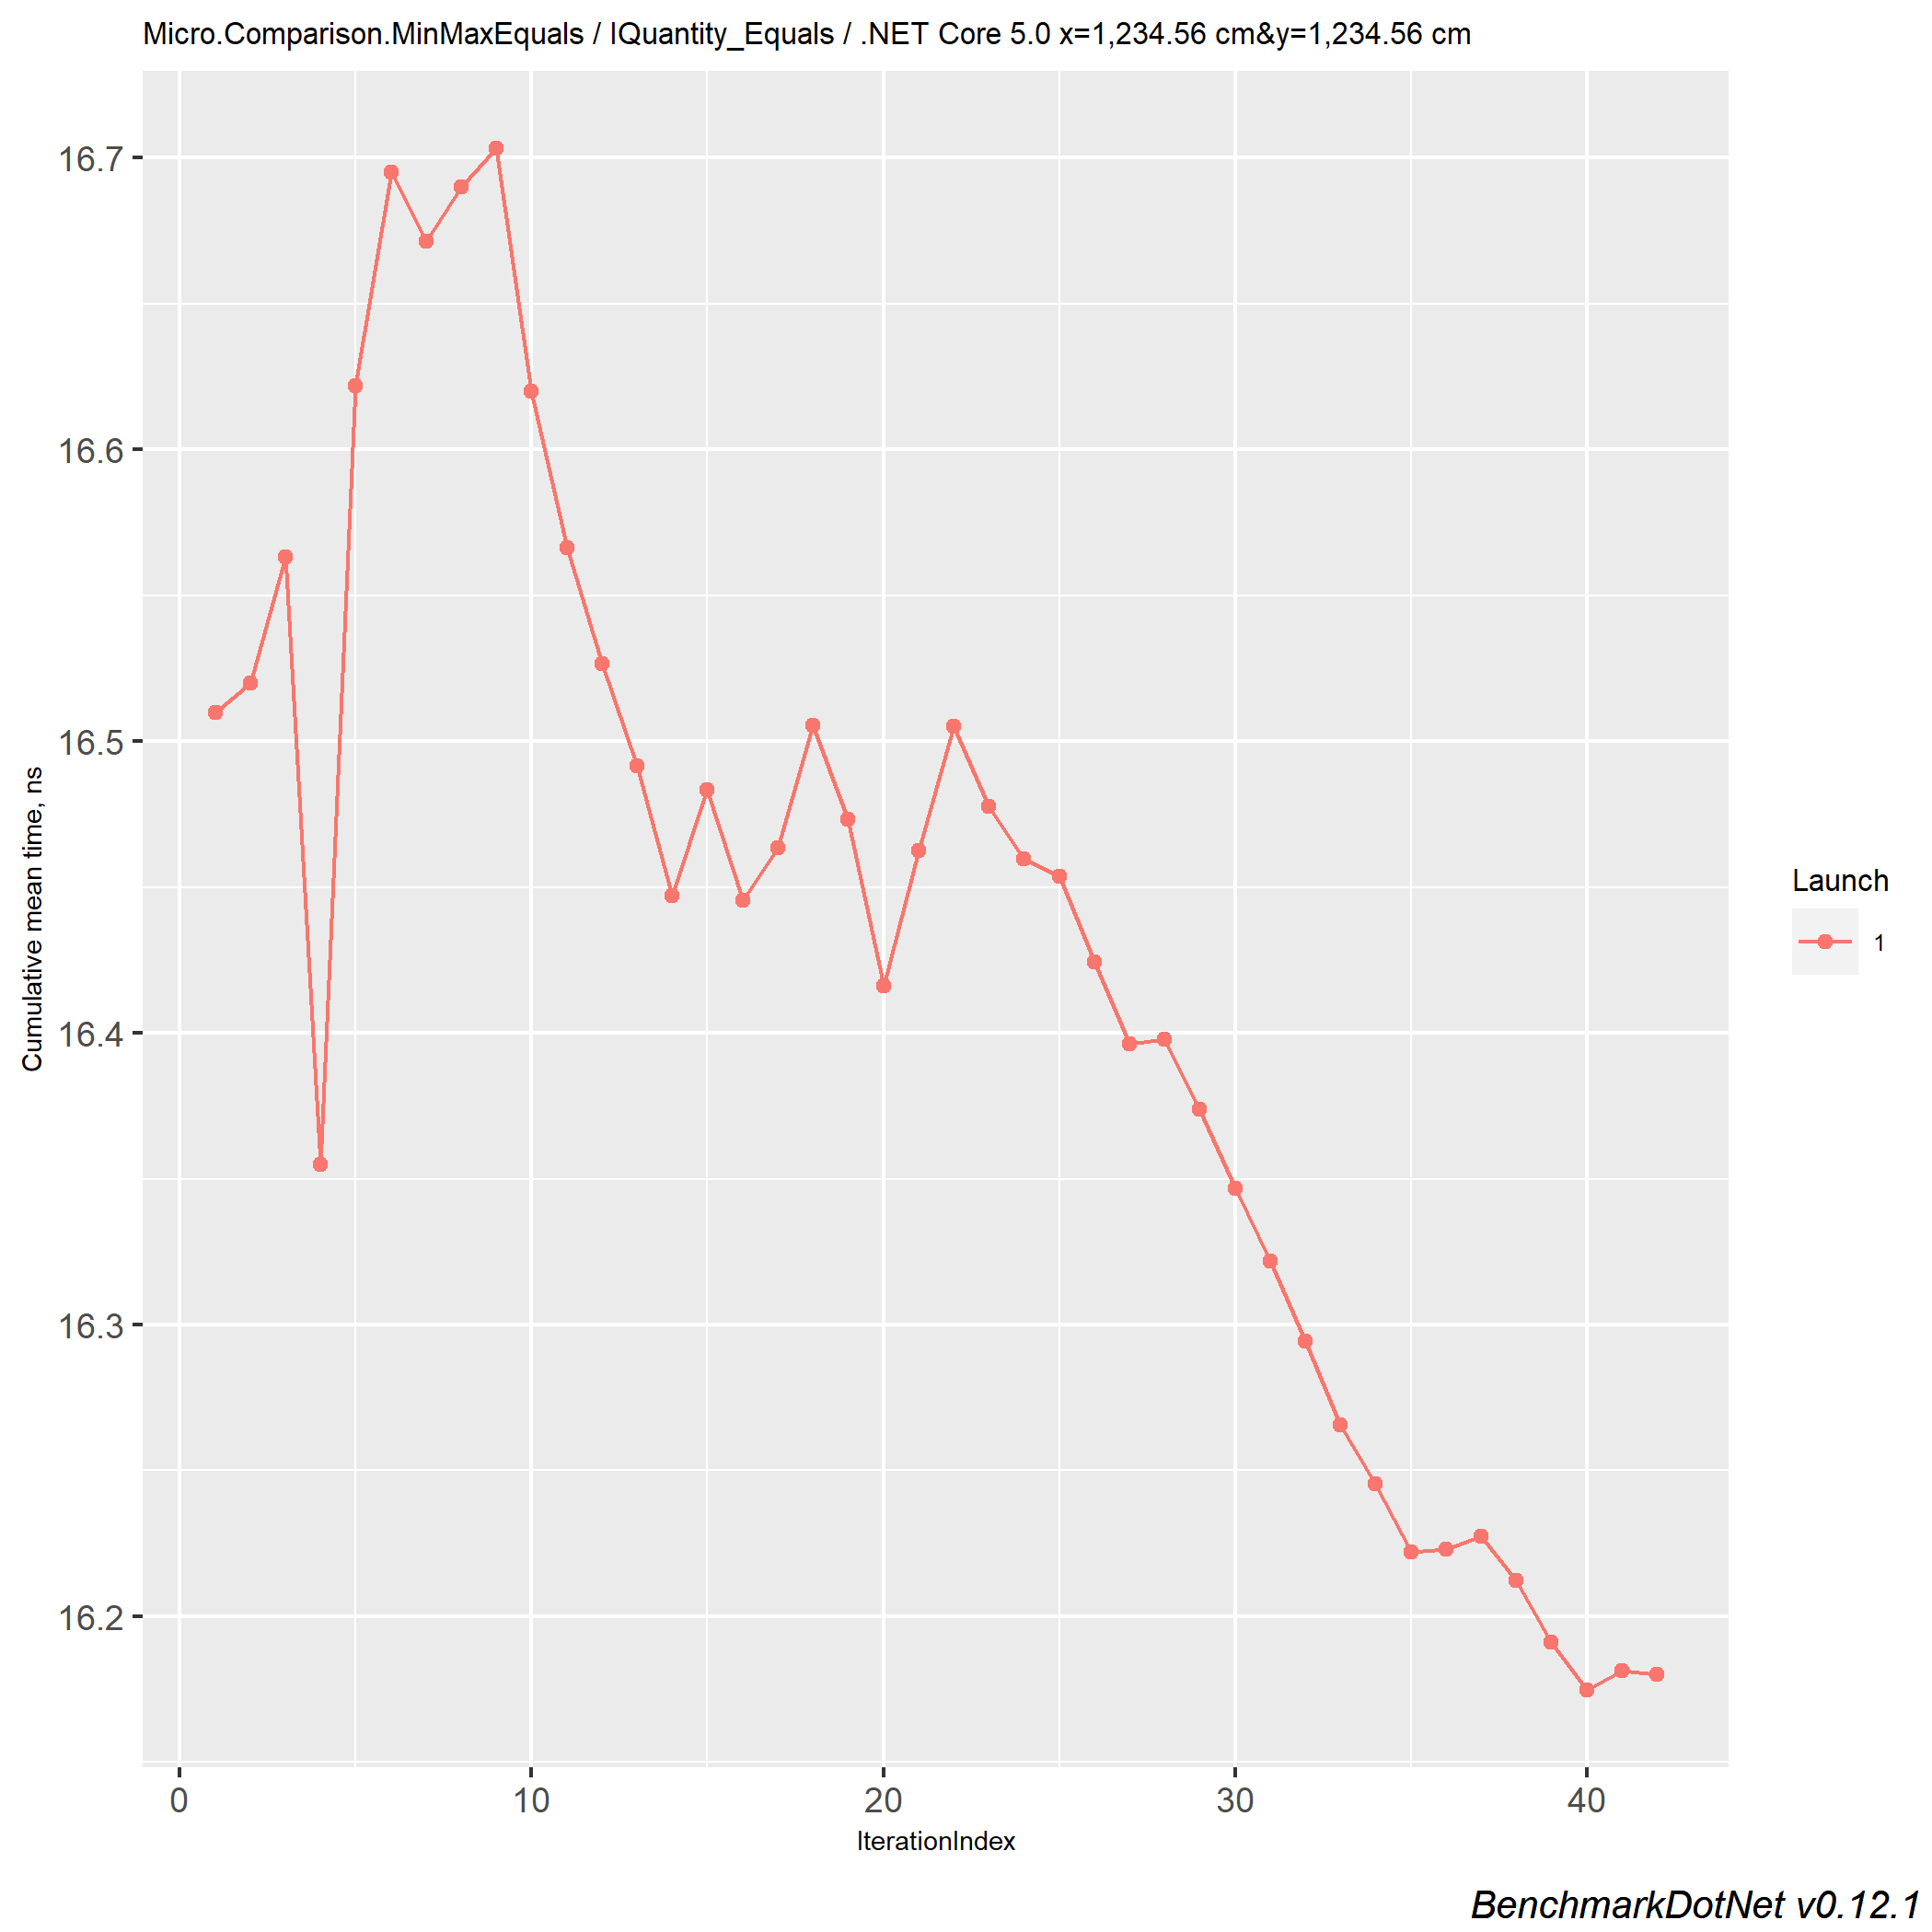 Micro.Comparison.MinMaxEquals / IQuantity_Equals / .NET Core 5.0 x=1,234.56 cm&y=1,234.56 cm
16.7
16.6
16.5
16.4
16.3
16.2
Cumulative mean time, ns
0 10 20 30 40
IterationIndex
Launch
1
BenchmarkDotNet v0.12.1